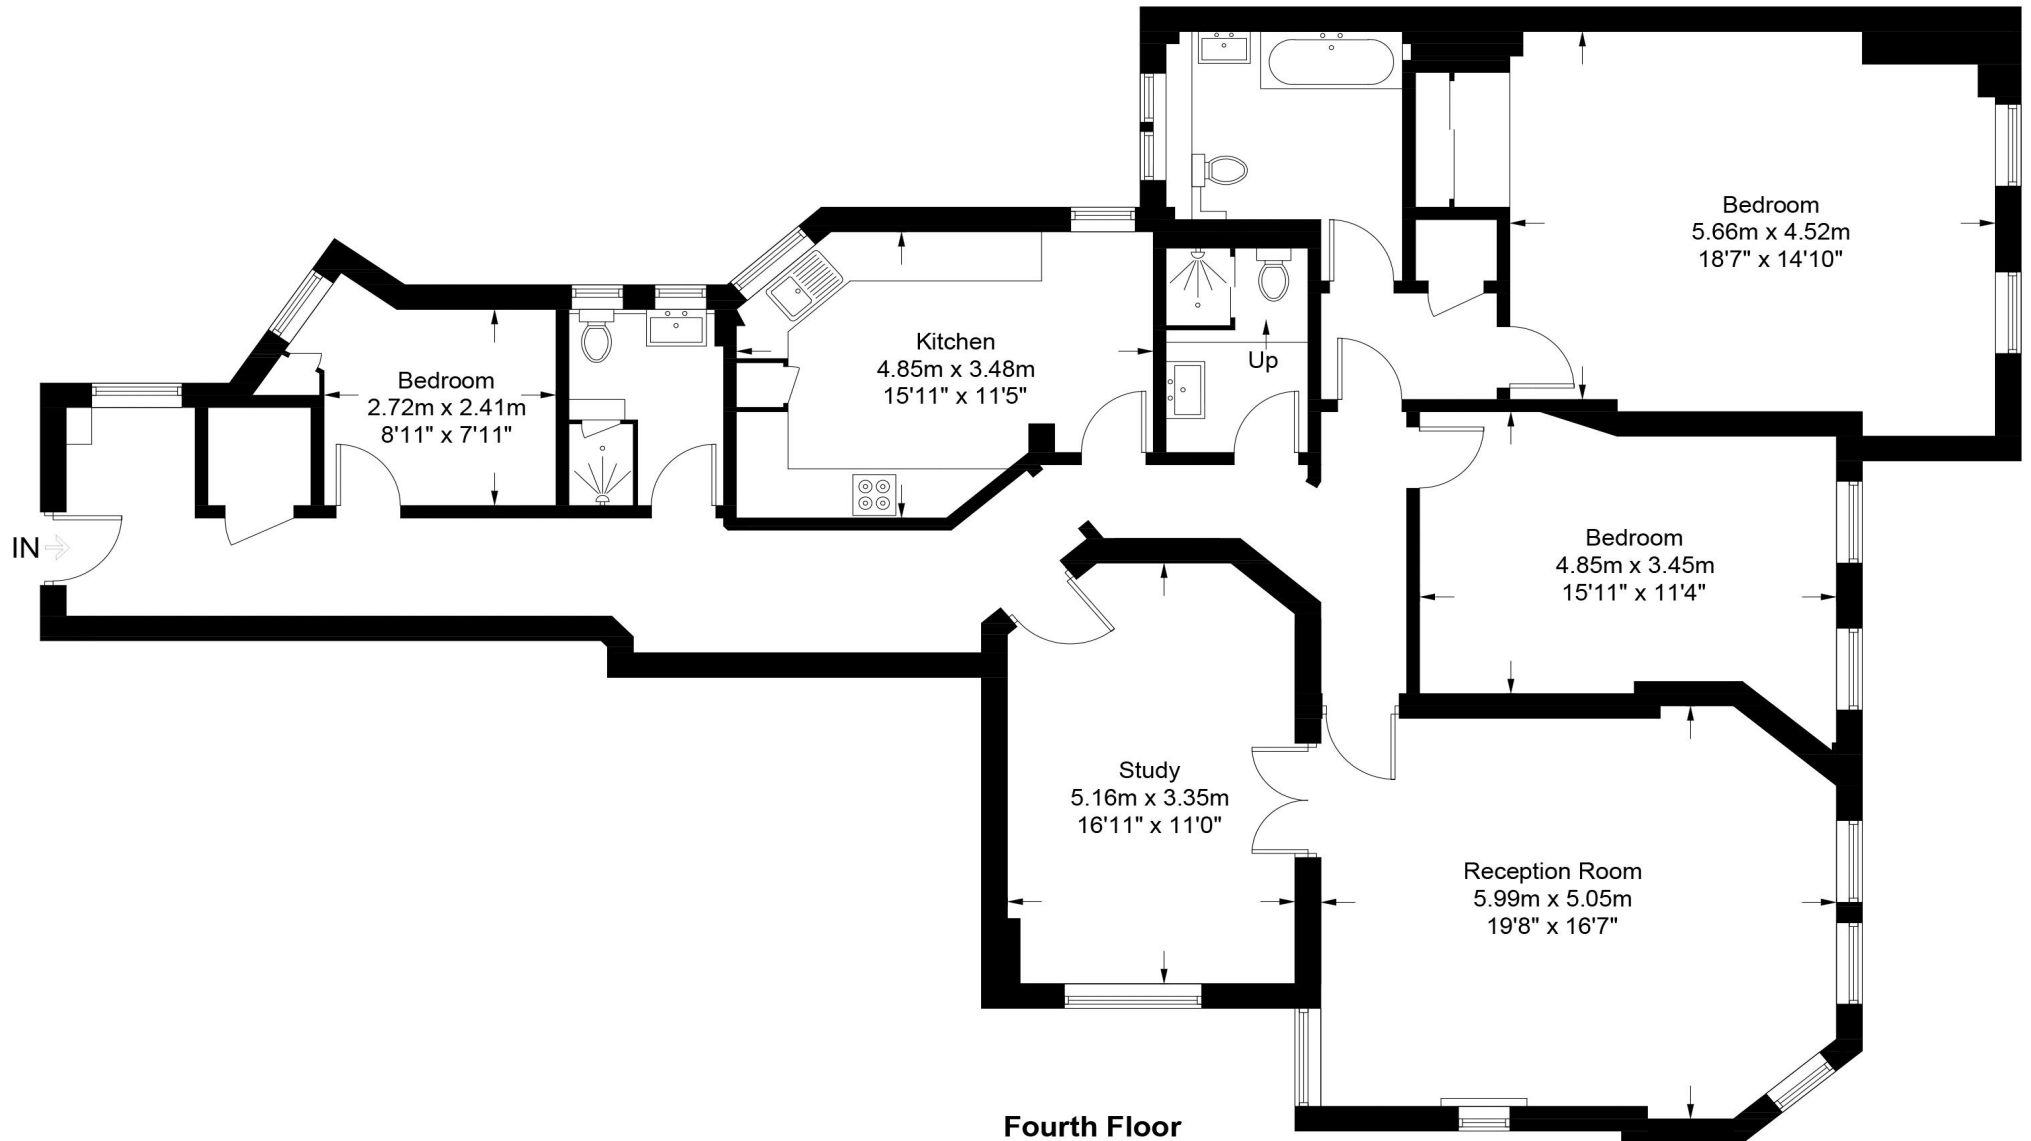 Bedroom
5.66m x 4.52m
18'7" x 14'10"
Kitchen
4.85m x 3.48m
15'11" x 11'5"
Up
Bedroom
2.72m x 2.41m
8'11" x 7'11"
IN
Bedroom
4.85m x 3.45m
15'11" x 11'4"
Study
5.16m x 3.35m
16'11" x 11'0"
Reception Room
5.99m x 5.05m
19'8" x 16'7"
Fourth Floor